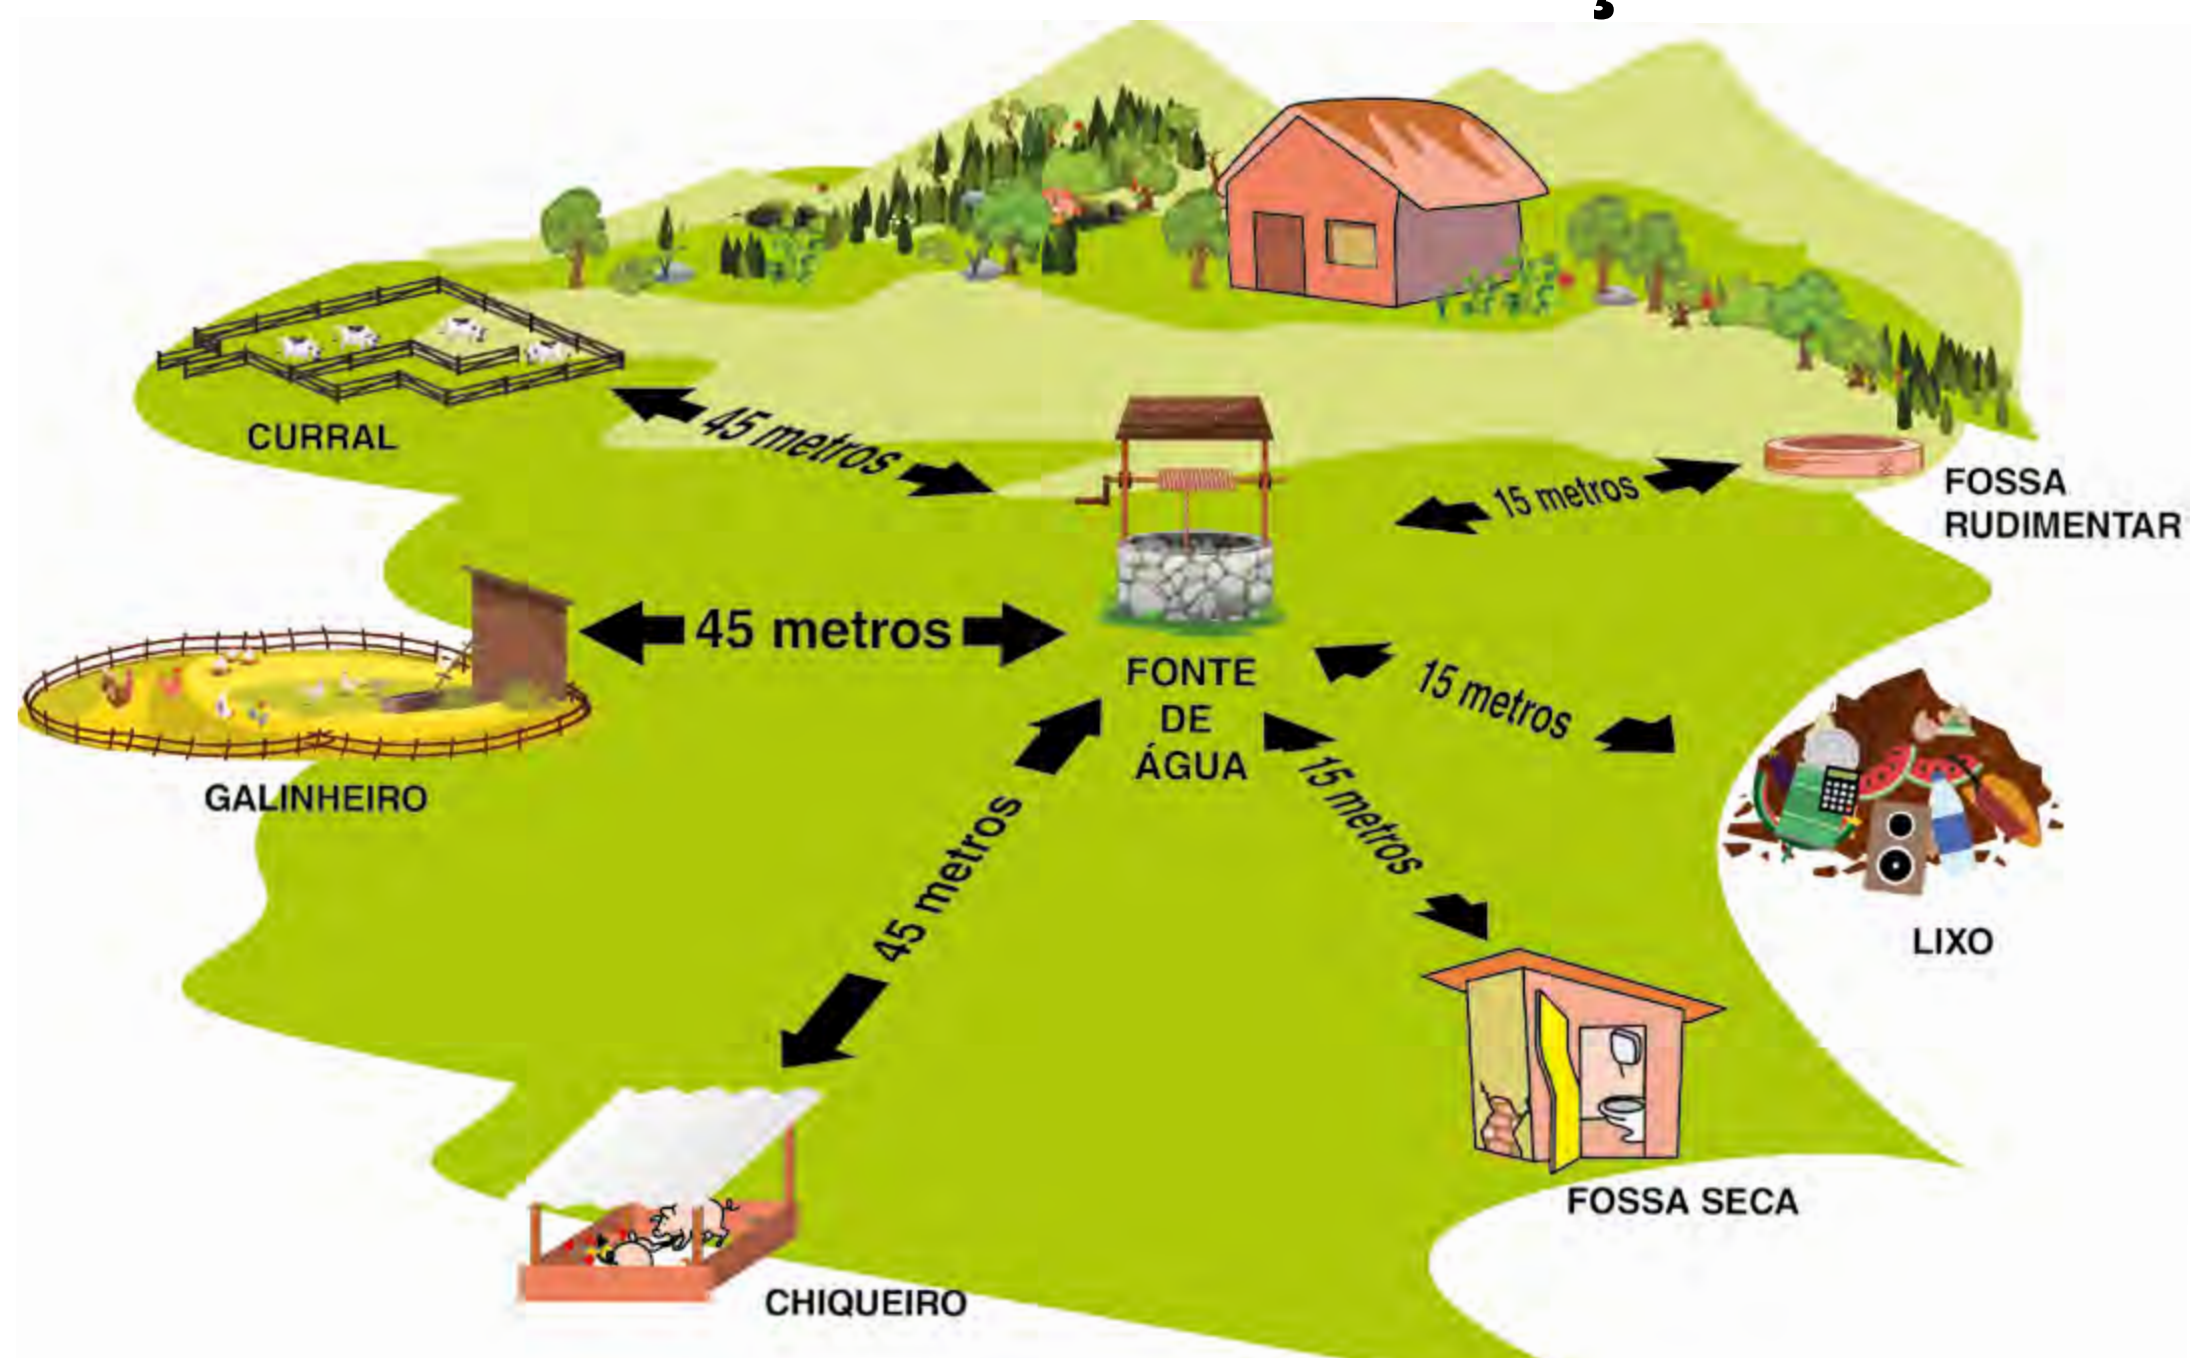 45 metros
CURRAL
15 metros
FOSSA
RUDIMENTAR
45 metros
GALINHEIRO
FONTE
DE
ÁGUA
15 metros
LIXO
45 metros
15 metros
FOSSA SECA
CHIQUEIRO